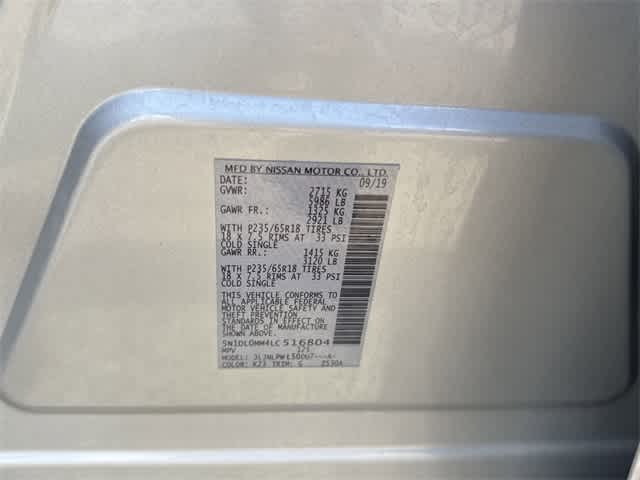 MFD BY NISSAN MOTOR CO., LTD.
DATE: 09/19
GVWR: 2715 KG
5986 LB
GAWR FR.: 1325 KG
2921 LB
WITH P235/65R18 TIRES
18 X 7.5 RIMS AT 33 PSI
COLD SINGLE
GAWR RR.: 1415 KG
3120 LB
WITH P235/65R18 TIRES
18 X 7.5 RIMS AT 33 PSI
COLD SINGLE
THIS VEHICLE CONFORMS TO
ALL APPLICABLE FEDERAL
MOTOR VEHICLE SAFETY AND
THEFT PREVENTION
STANDARDS IN EFFECT ON THE
DATE OF MANUFACTURE
SHOWN ABOVE.
5N1DL0MM4LC 516804
MPV
MODEL:
COLOR: K23 TRIM: G 2530A